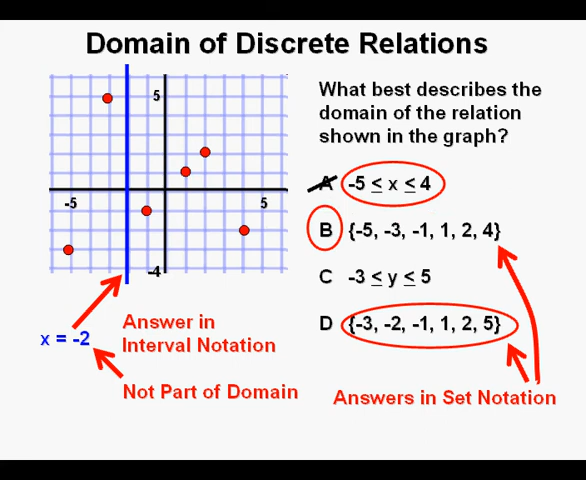 Domain of Discrete Relations
5
-5
5
-4
x = -2
Answer in
Interval Notation
Not Part of Domain
What best describes the
domain of the relation
shown in the graph?
A -5 ≤ x ≤ 4
B {-5, -3, -1, 1, 2, 4}
C -3 ≤ y ≤ 5
D {-3, -2, -1, 1, 2, 5}
Answers in Set Notation